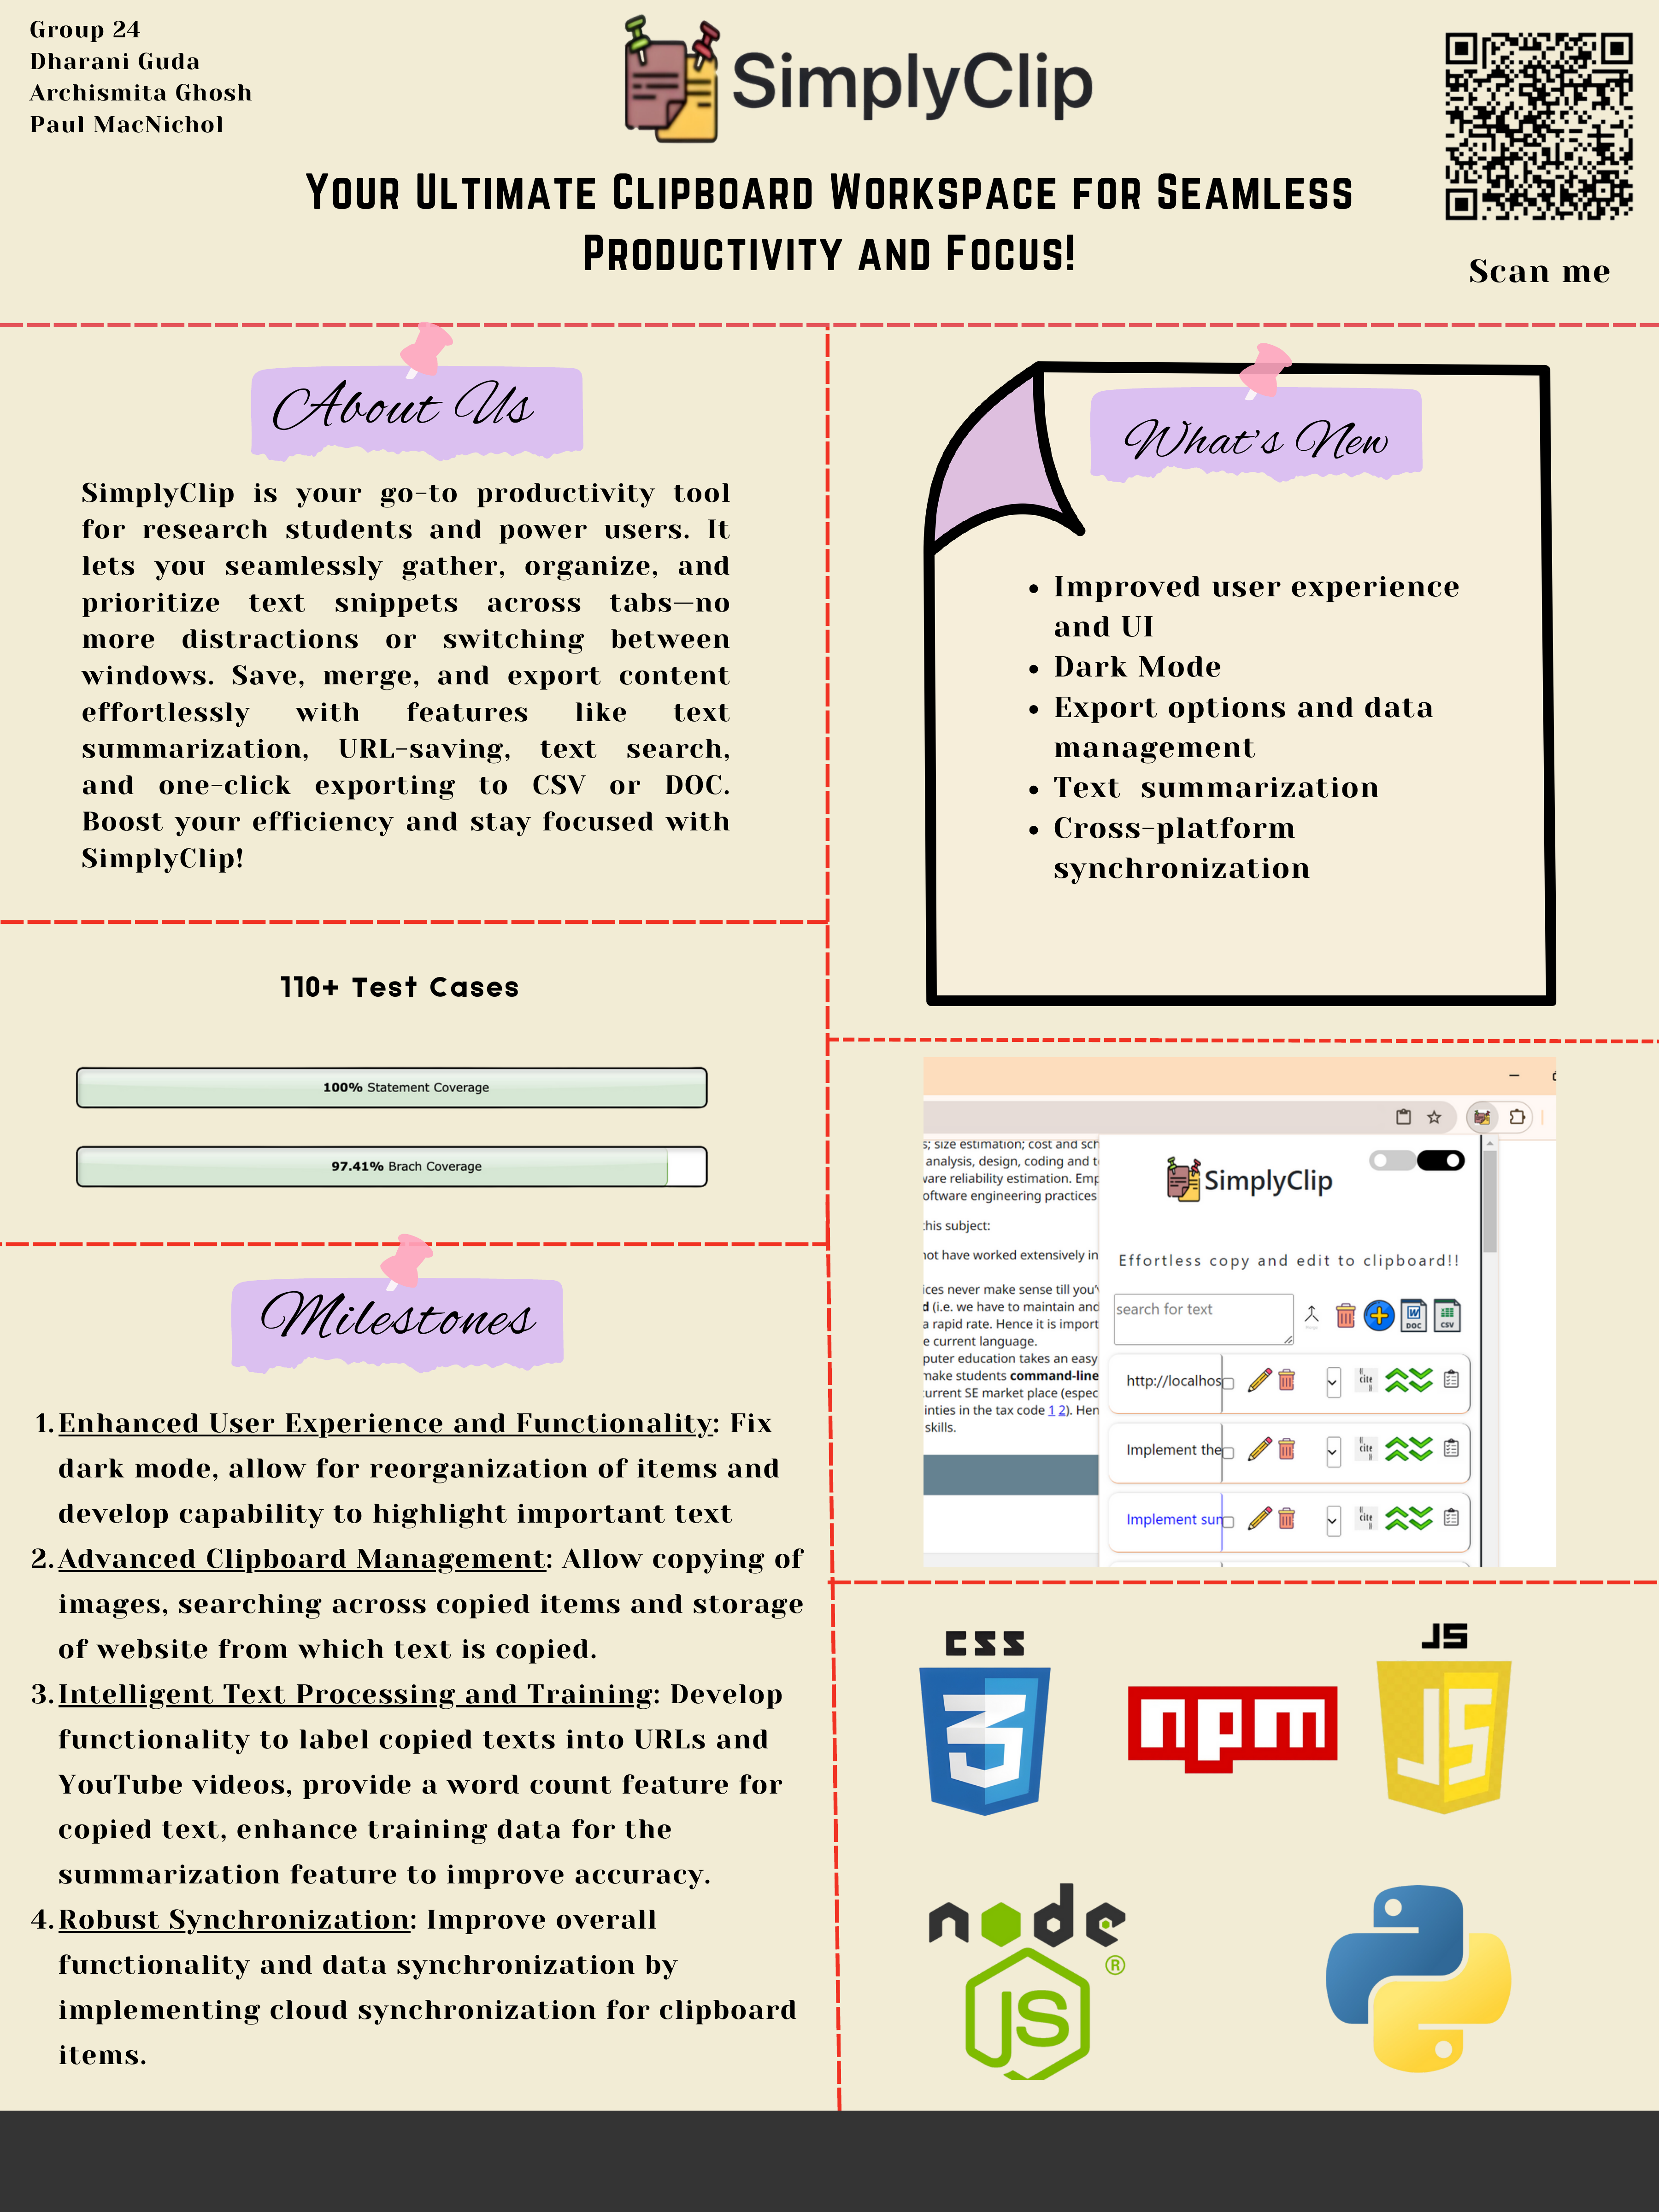 Group 24
Dharani Guda
Archismita Ghosh
Paul MacNichol
SimplyClip
Your Ultimate Clipboard Workspace for Seamless
Productivity and Focus!
Scan me
About Us
SimplyClip is your go-to productivity tool
for research students and power users. It
lets you seamlessly gather, organize, and
prioritize text snippets across tabs—no
more distractions or switching between
windows. Save, merge, and export content
effortlessly with features like text
summarization, URL-saving, text search,
and one-click exporting to CSV or DOC.
Boost your efficiency and stay focused with
SimplyClip!
What's New
• Improved user experience
and UI
• Dark Mode
• Export options and data
management
• Text summarization
• Cross-platform
synchronization
110+ Test Cases
100% Statement Coverage
97.41% Brach Coverage
Milestones
1. Enhanced User Experience and Functionality: Fix
dark mode, allow for reorganization of items and
develop capability to highlight important text
2. Advanced Clipboard Management: Allow copying of
images, searching across copied items and storage
of website from which text is copied.
3. Intelligent Text Processing and Training: Develop
functionality to label copied texts into URLs and
YouTube videos, provide a word count feature for
copied text, enhance training data for the
summarization feature to improve accuracy.
4. Robust Synchronization: Improve overall
functionality and data synchronization by
implementing cloud synchronization for clipboard
items.
s; size estimation; cost and sch
analysis, design, coding and t
ware reliability estimation. Emp
oftware engineering practices
this subject:
not have worked extensively in
ices never make sense till you'v
d (i.e. we have to maintain and
a rapid rate. Hence it is import
e current language.
puter education takes an easy
make students command-line
urrent SE market place (espec
inties in the tax code 1 2). Hen
skills.
SimplyClip
Effortless copy and edit to clipboard!!
search for text
DOC
CSV
http://localhos
cite
Implement the
cite
Implement sun
cite
CSS
3
npm
JS
JS
node
®
JS